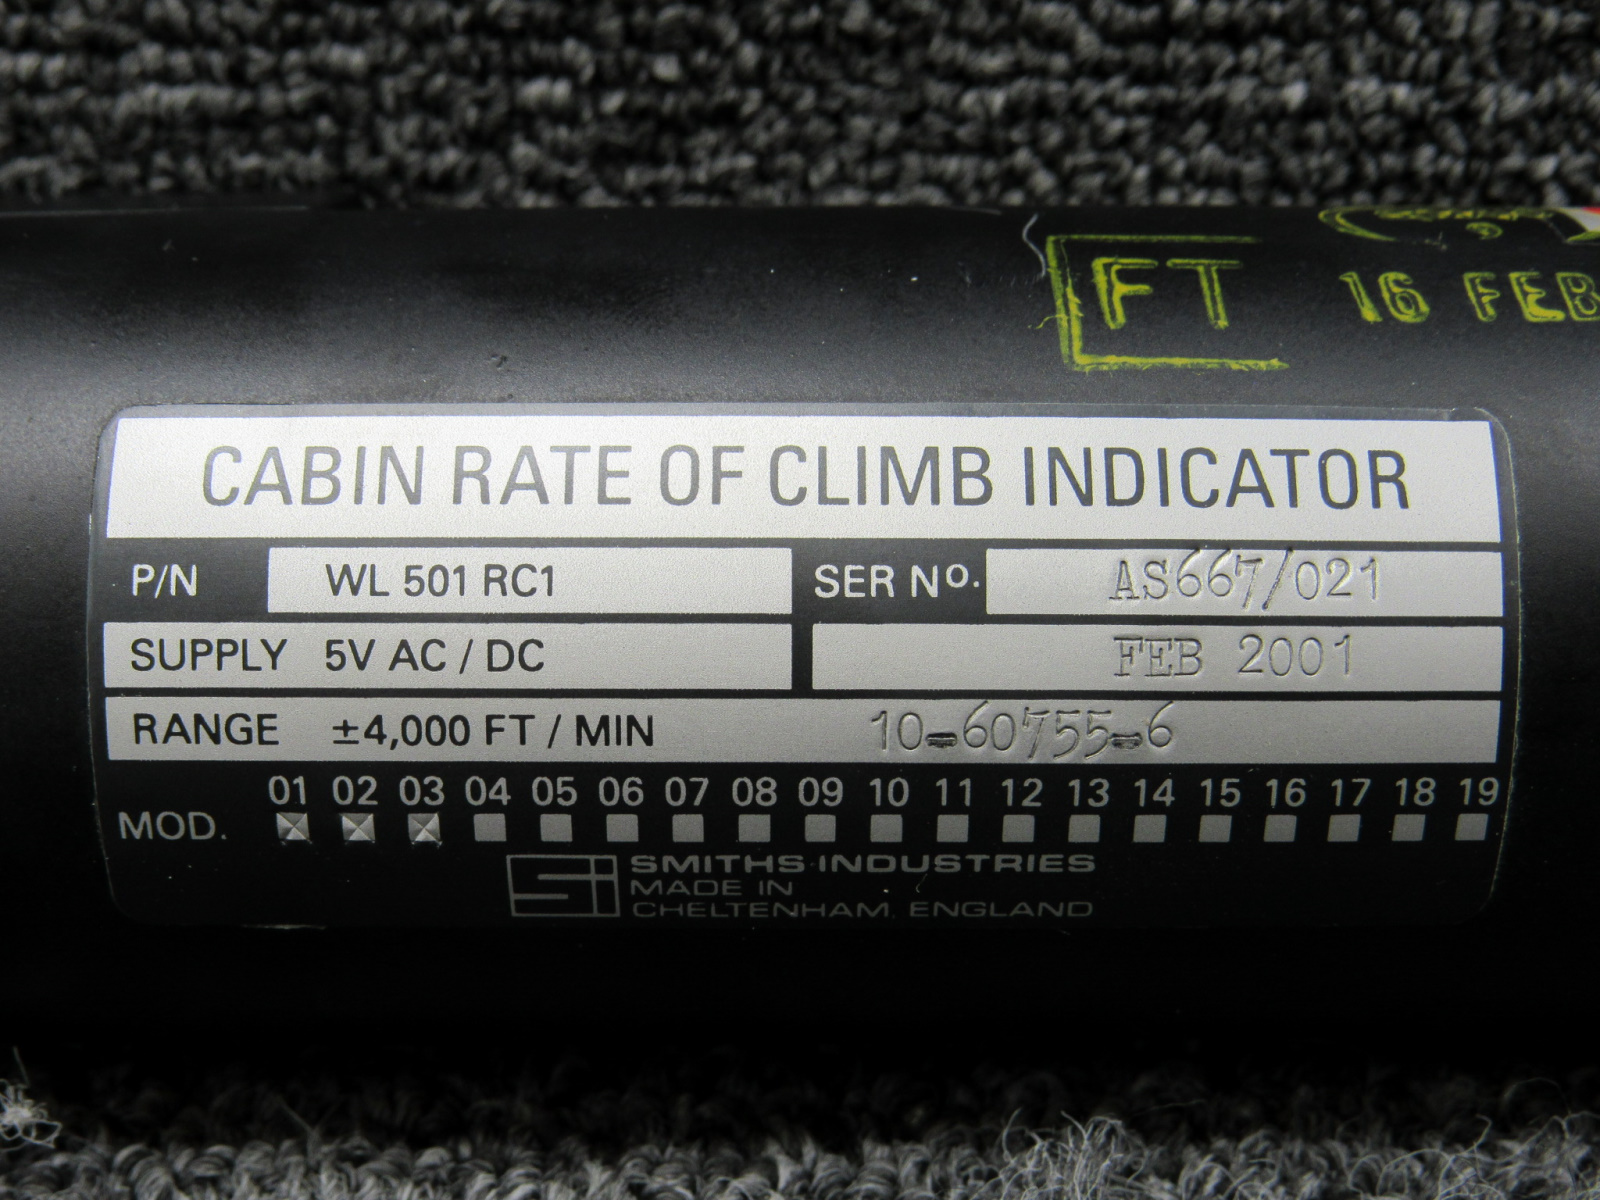 FT 16 FEB
CABIN RATE OF CLIMB INDICATOR
P/N WL 501 RC1 SER No. AS667/021
SUPPLY 5V AC / DC FEB 2001
RANGE ±4,000 FT / MIN 10-60755-6
01 02 03 04 05 06 07 08 09 10 11 12 13 14 15 16 17 18 19
MOD.
SMITHS INDUSTRIES
MADE IN
CHELTENHAM, ENGLAND